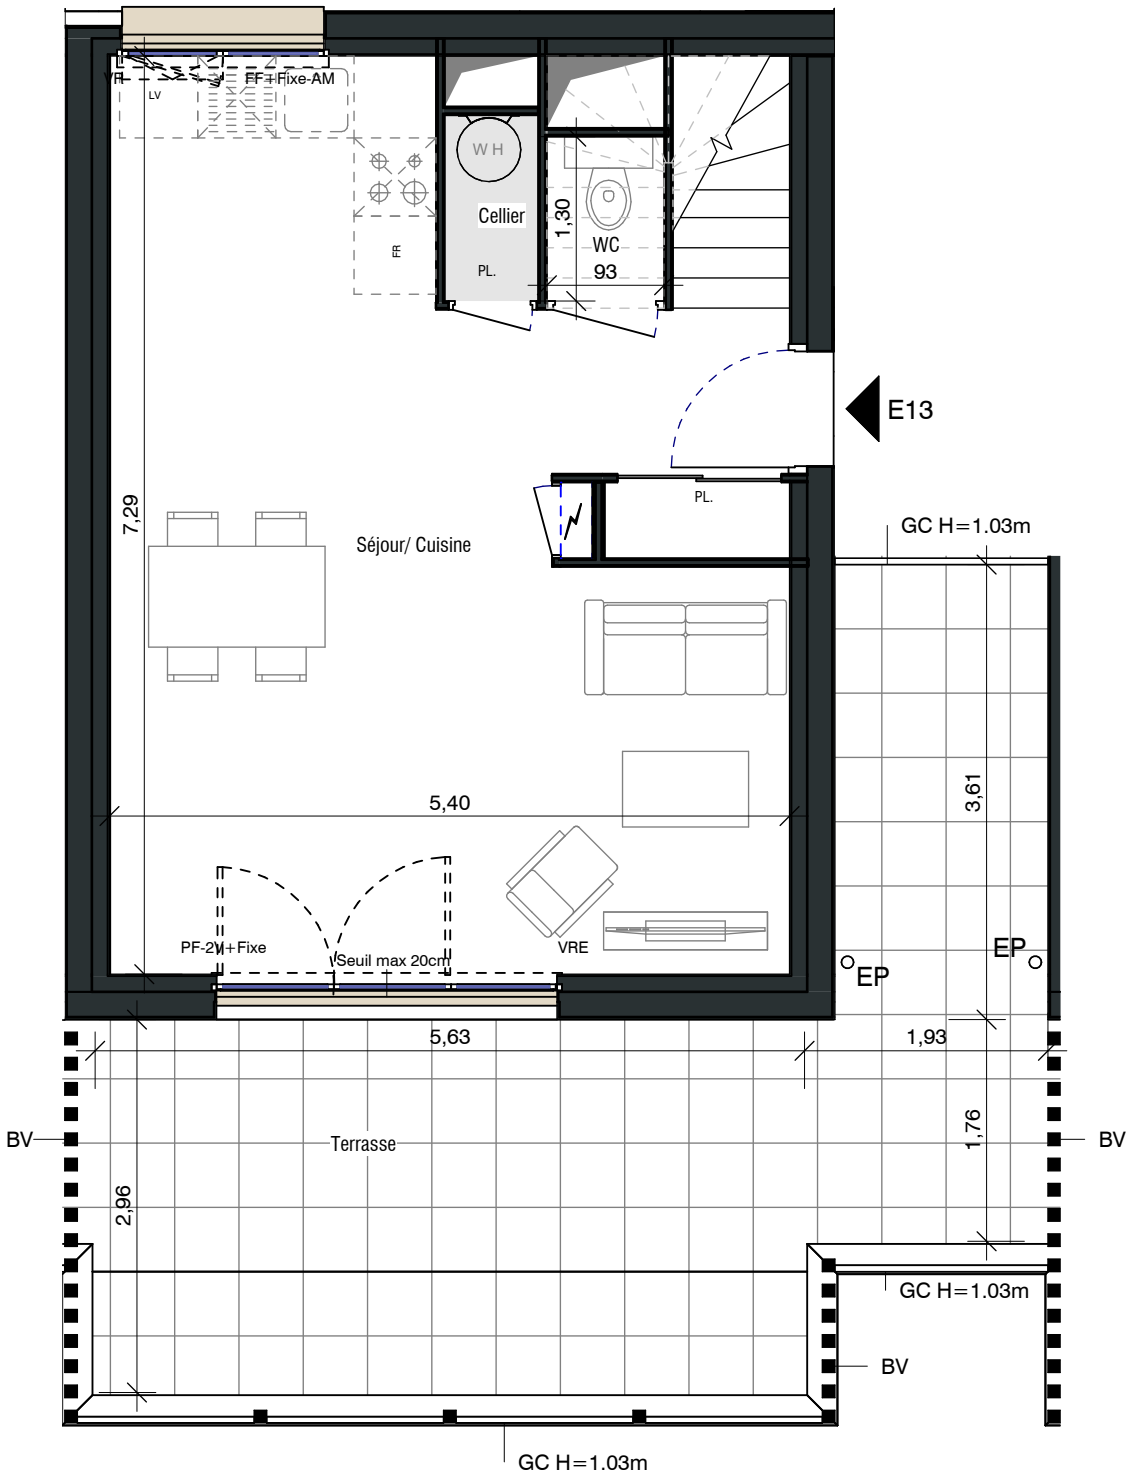 VR
FF+Fixe-AM
LV
W H
Cellier
1,30
WC
FR
PL.
93
E13
7,29
PL.
GC H=1.03m
Séjour/ Cuisine
3,61
5,40
PF-2V+Fixe
VRE
Seuil max 20cm
EP
EP
5,63
1,93
BV
Terrasse
1,76
BV
2,96
GC H=1.03m
BV
GC H=1.03m